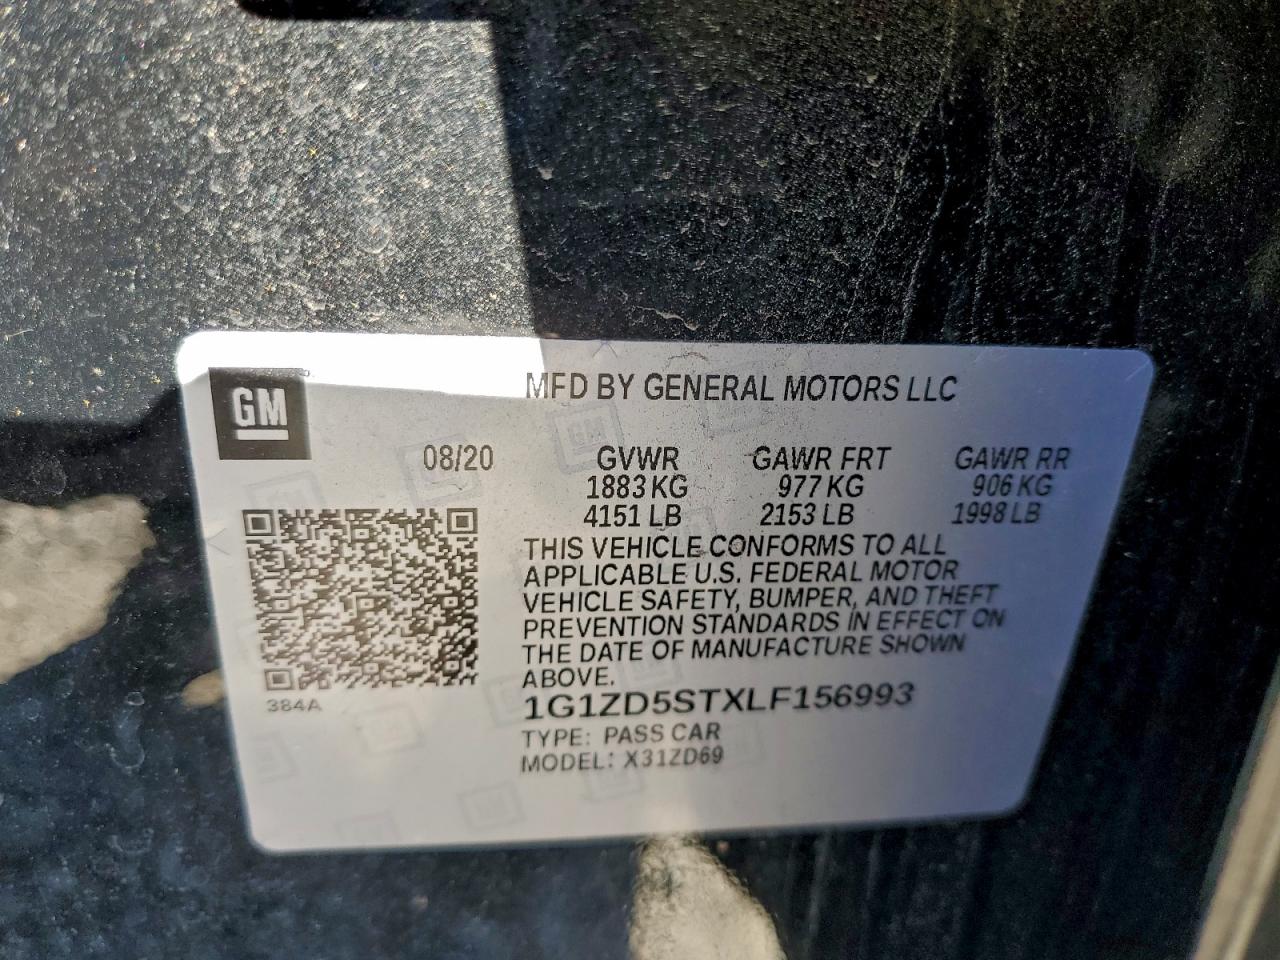 GM
MFD BY GENERAL MOTORS LLC
08/20
GVWR GAWR FRT GAWR RR
1883 KG 977 KG 906 KG
4151 LB 2153 LB 1998 LB
THIS VEHICLE CONFORMS TO ALL
APPLICABLE U.S. FEDERAL MOTOR
VEHICLE SAFETY, BUMPER, AND THEFT
PREVENTION STANDARDS IN EFFECT ON
THE DATE OF MANUFACTURE SHOWN
ABOVE.
384A
1G1ZD5STXLF156993
TYPE: PASS CAR
MODEL: X31ZD69